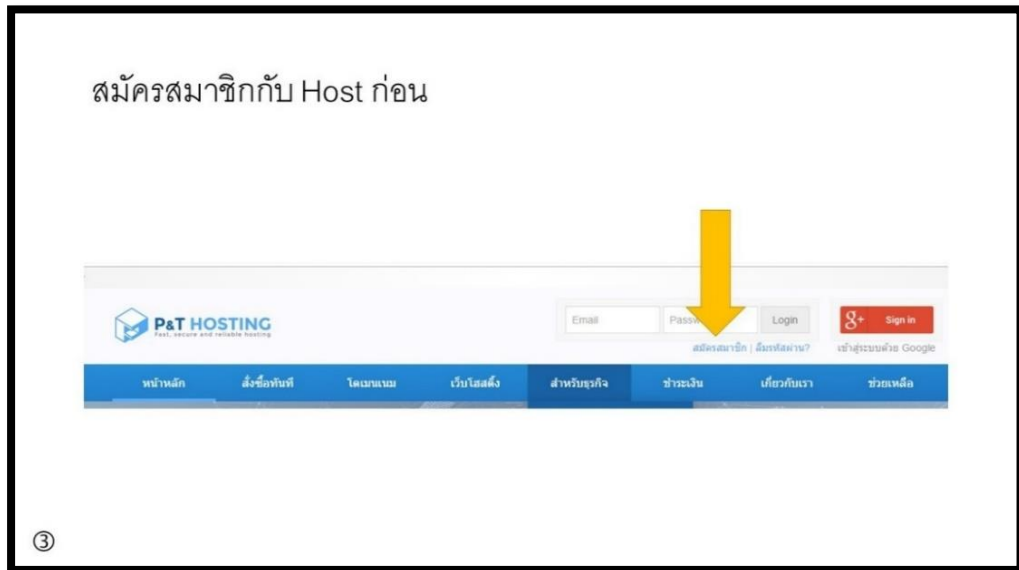 สมัครสมาชิกกับ Host ก่อน
P&T HOSTING
Fast, secure and reliable hosting
Email
Passw
Login
g+ Sign in
สมัครสมาชิก | ลืมรหัสผ่าน?
เข้าสู่ระบบด้วย Google
หน้าหลัก สั่งซื้อทันที โดเมนเนม เว็บโฮสติ้ง สำหรับธุรกิจ ชำระเงิน เกี่ยวกับเรา ช่วยเหลือ
③